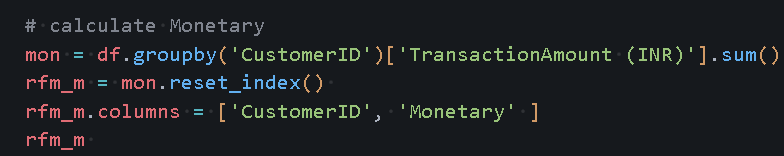 # calculate Monetary
mon = df.groupby('CustomerID')['TransactionAmount (INR)'].sum()
rfm_m = mon.reset_index()
rfm_m.columns = ['CustomerID', 'Monetary' ]
rfm_m